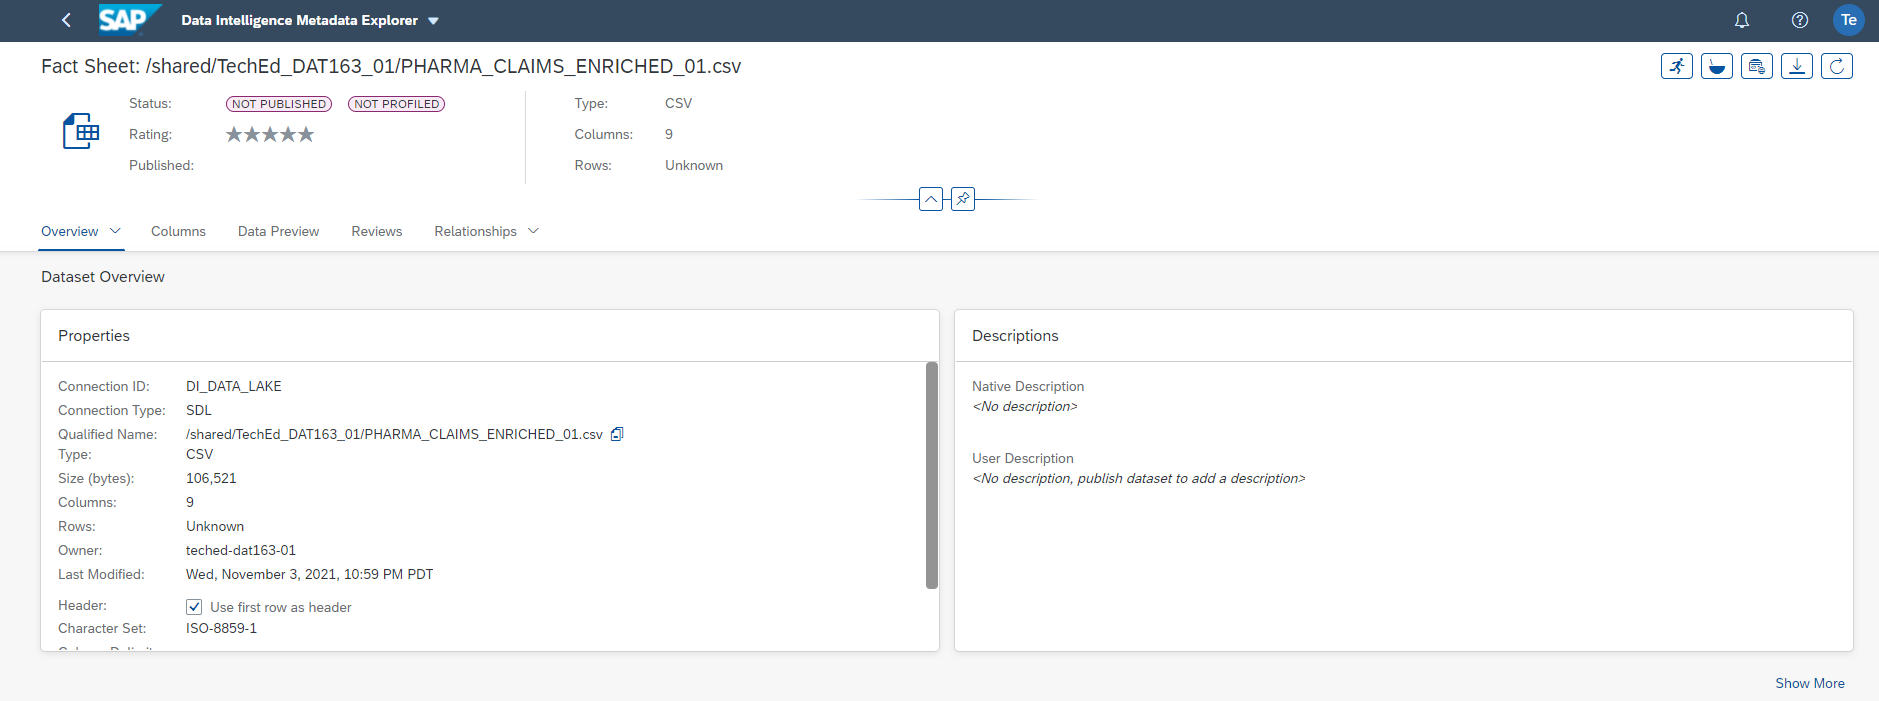 SAP Data Intelligence Metadata Explorer Te
Fact Sheet: /shared/TechEd_DAT163_01/PHARMA_CLAIMS_ENRICHED_01.csv
Status: NOT PUBLISHED NOT PROFILED
Rating:
Published:
Type: CSV
Columns: 9
Rows: Unknown
Overview Columns Data Preview Reviews Relationships
Dataset Overview
Properties
Connection ID: DI_DATA_LAKE
Connection Type: SDL
Qualified Name: /shared/TechEd_DAT163_01/PHARMA_CLAIMS_ENRICHED_01.csv
Type: CSV
Size (bytes): 106,521
Columns: 9
Rows: Unknown
Owner: teched-dat163-01
Last Modified: Wed, November 3, 2021, 10:59 PM PDT
Header: Use first row as header
Character Set: ISO-8859-1
Descriptions
Native Description
<No description>
User Description
<No description, publish dataset to add a description>
Show More